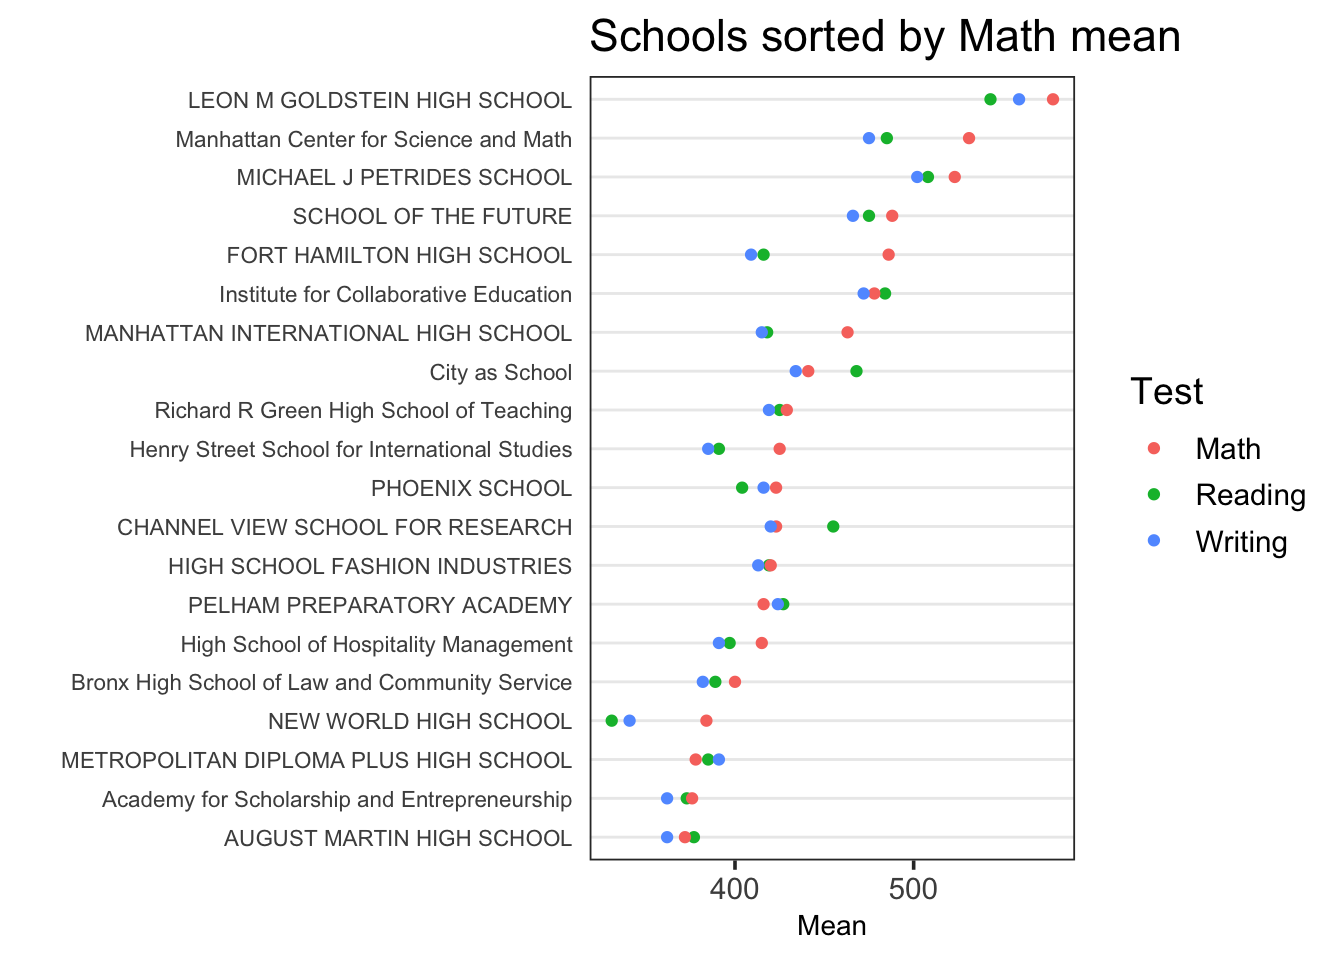 Schools sorted by Math mean
LEON M GOLDSTEIN HIGH SCHOOL
Manhattan Center for Science and Math
MICHAEL J PETRIDES SCHOOL
SCHOOL OF THE FUTURE
FORT HAMILTON HIGH SCHOOL
Institute for Collaborative Education
MANHATTAN INTERNATIONAL HIGH SCHOOL
City as School
Richard R Green High School of Teaching
Henry Street School for International Studies
PHOENIX SCHOOL
CHANNEL VIEW SCHOOL FOR RESEARCH
HIGH SCHOOL FASHION INDUSTRIES
PELHAM PREPARATORY ACADEMY
High School of Hospitality Management
Bronx High School of Law and Community Service
NEW WORLD HIGH SCHOOL
METROPOLITAN DIPLOMA PLUS HIGH SCHOOL
Academy for Scholarship and Entrepreneurship
AUGUST MARTIN HIGH SCHOOL
400 500
Mean
Test
Math
Reading
Writing